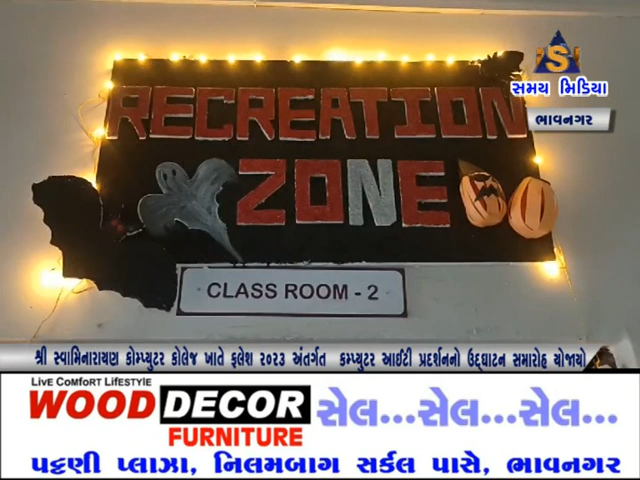 S
સમય મિડિયા
ભાવનગર
RECREATION
ZONE
CLASS ROOM - 2
શ્રી સ્વામિનારાયણ કોમ્પ્યુટર કોલેજ ખાતે ફ્લેશ ૨૦૨૩ અંતર્ગત કમ્પ્યુટર આઈટી પ્રદર્શનનો ઉદ્‌ઘાટન સમારોહ યોજાયો
Live Comfort Lifestyle
WOOD DECOR
FURNITURE
સેલ...સેલ...સેલ...
પટ્ટણી પ્લાઝા, નિલમબાગ સર્કલ પાસે, ભાવનગર